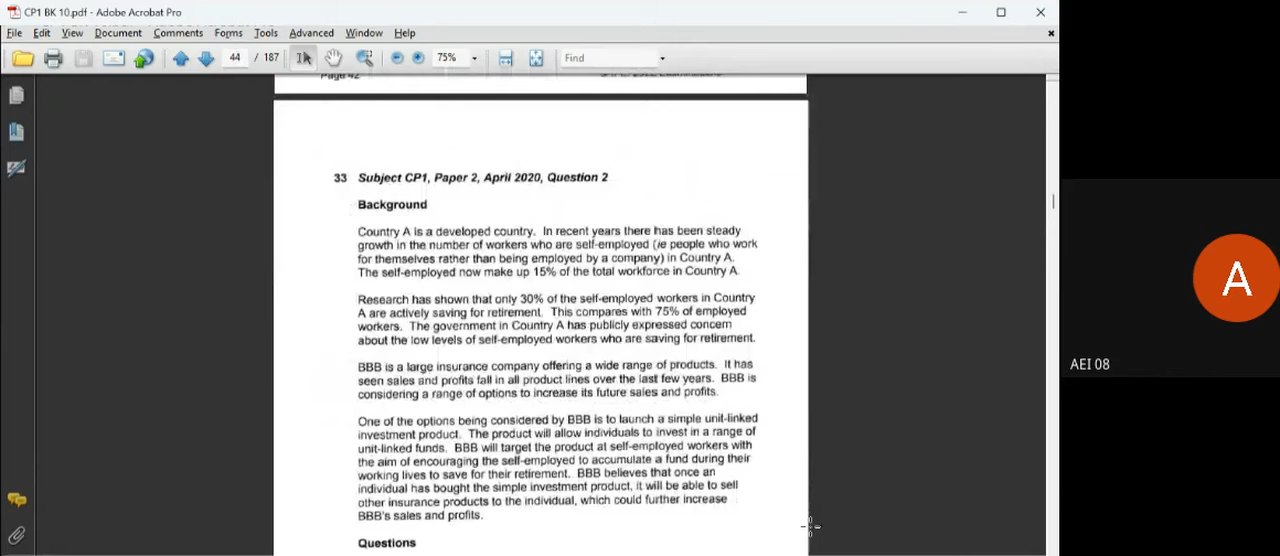 CP1 BK 10.pdf - Adobe Acrobat Pro
File Edit View Document Comments Forms Tools Advanced Window Help
44 / 187 75% Find
Page 42
33 Subject CP1, Paper 2, April 2020, Question 2
Background
Country A is a developed country. In recent years there has been steady
growth in the number of workers who are self-employed (ie people who work
for themselves rather than being employed by a company) in Country A.
The self-employed now make up 15% of the total workforce in Country A.
Research has shown that only 30% of the self-employed workers in Country
A are actively saving for retirement. This compares with 75% of employed
workers. The government in Country A has publicly expressed concern
about the low levels of self-employed workers who are saving for retirement.
BBB is a large insurance company offering a wide range of products. It has
seen sales and profits fall in all product lines over the last few years. BBB is
considering a range of options to increase its future sales and profits.
One of the options being considered by BBB is to launch a simple unit-linked
investment product. The product will allow individuals to invest in a range of
unit-linked funds. BBB will target the product at self-employed workers with
the aim of encouraging the self-employed to accumulate a fund during their
working lives to save for their retirement. BBB believes that once an
individual has bought the simple investment product, it will be able to sell
other insurance products to the individual, which could further increase
BBB's sales and profits.
Questions
A
AEI 08